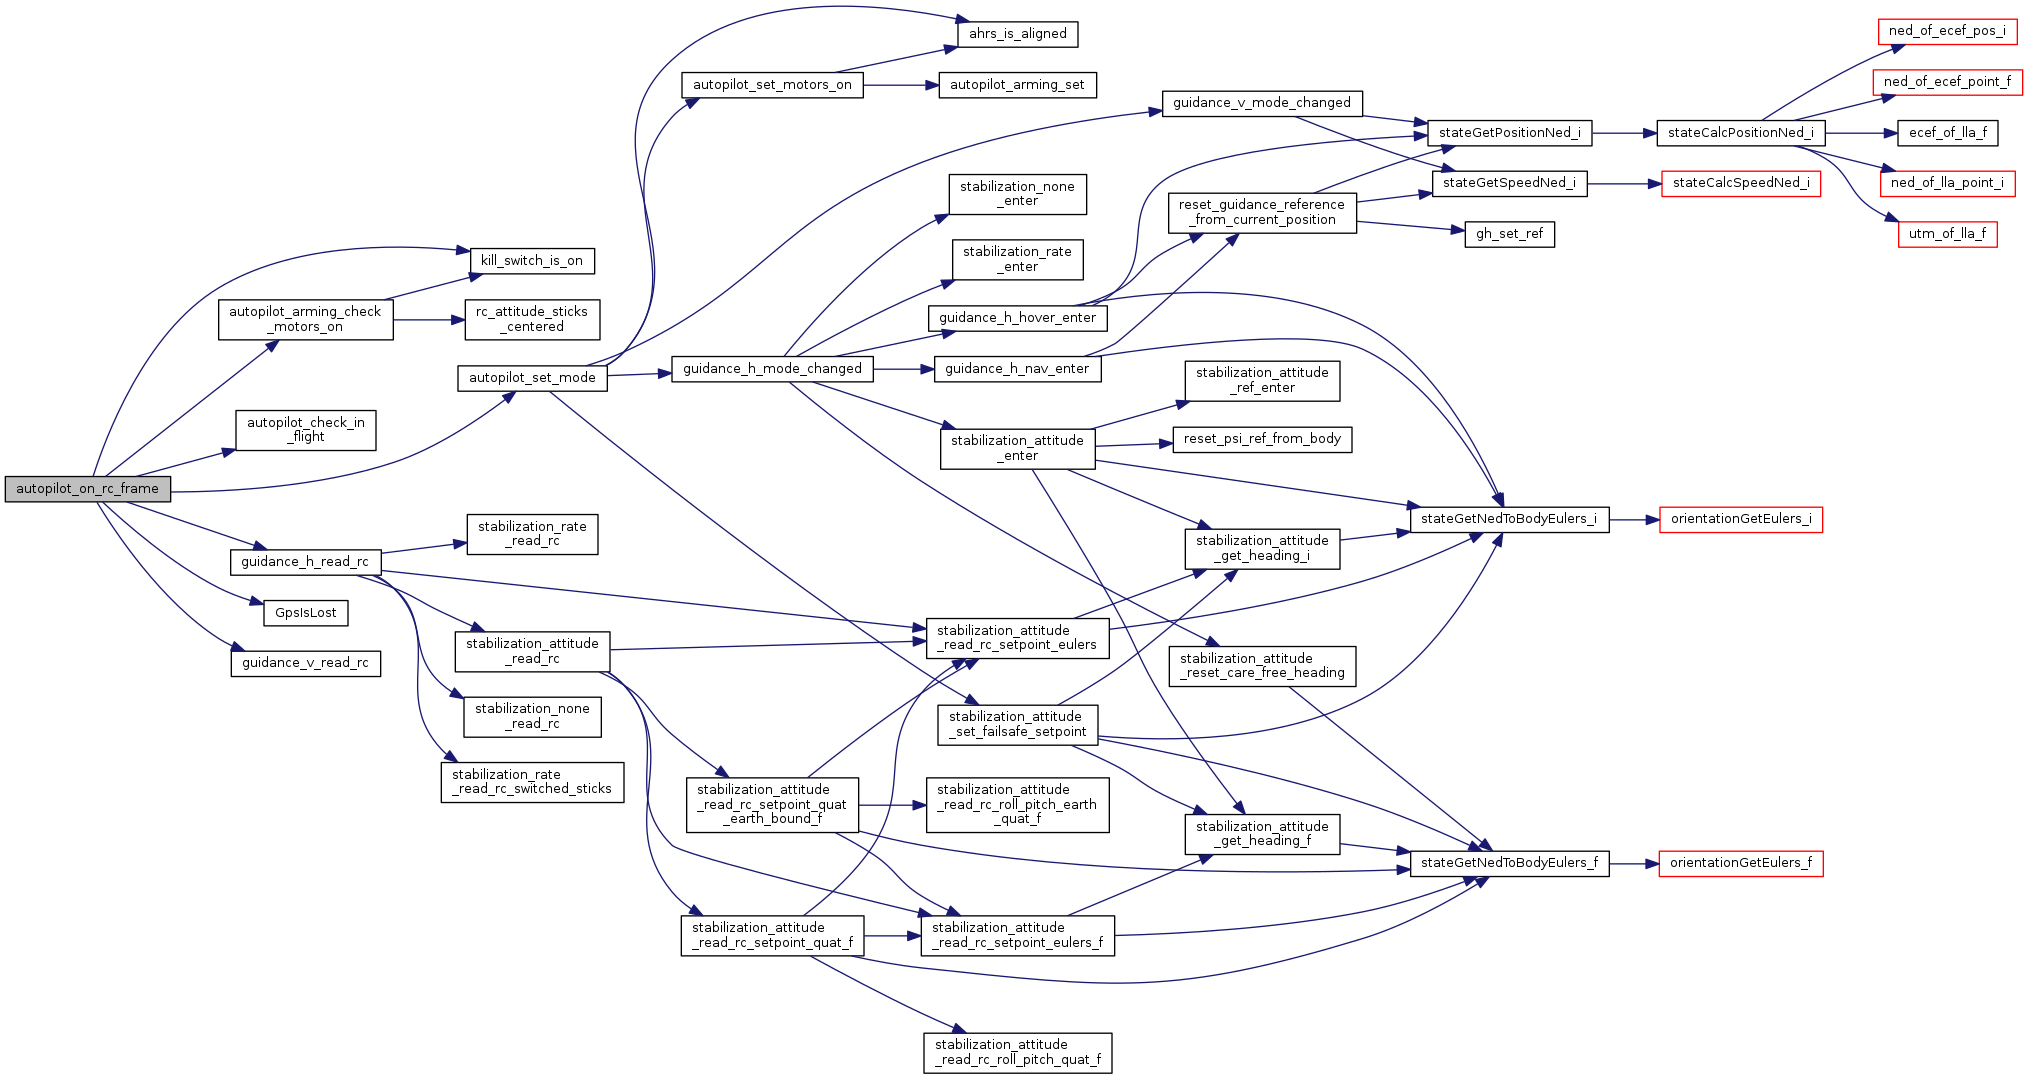 autopilot_on_rc_frame
kill_switch_is_on
autopilot_arming_check
_motors_on
rc_attitude_sticks
_centered
autopilot_check_in
_flight
autopilot_set_mode
guidance_h_read_rc
GpsIsLost
guidance_v_read_rc
stabilization_rate
_read_rc
stabilization_attitude
_read_rc
stabilization_none
_read_rc
stabilization_rate
_read_rc_switched_sticks
ahrs_is_aligned
autopilot_set_motors_on
autopilot_arming_set
guidance_h_mode_changed
stabilization_none
_enter
stabilization_rate
_enter
guidance_h_hover_enter
guidance_h_nav_enter
stabilization_attitude
_enter
stabilization_attitude
_read_rc_setpoint_eulers
stabilization_attitude
_set_failsafe_setpoint
stabilization_attitude
_read_rc_setpoint_quat
_earth_bound_f
stabilization_attitude
_read_rc_roll_pitch_earth
_quat_f
stabilization_attitude
_read_rc_setpoint_quat_f
stabilization_attitude
_read_rc_setpoint_eulers_f
stabilization_attitude
_read_rc_roll_pitch_quat_f
guidance_v_mode_changed
reset_guidance_reference
_from_current_position
stabilization_attitude
_ref_enter
reset_psi_ref_from_body
stabilization_attitude
_get_heading_i
stabilization_attitude
_reset_care_free_heading
stabilization_attitude
_get_heading_f
stateGetPositionNed_i
stateGetSpeedNed_i
gh_set_ref
stateGetNedToBodyEulers_i
stateGetNedToBodyEulers_f
stateCalcPositionNed_i
stateCalcSpeedNed_i
orientationGetEulers_i
orientationGetEulers_f
ned_of_ecef_pos_i
ned_of_ecef_point_f
ecef_of_lla_f
ned_of_lla_point_i
utm_of_lla_f